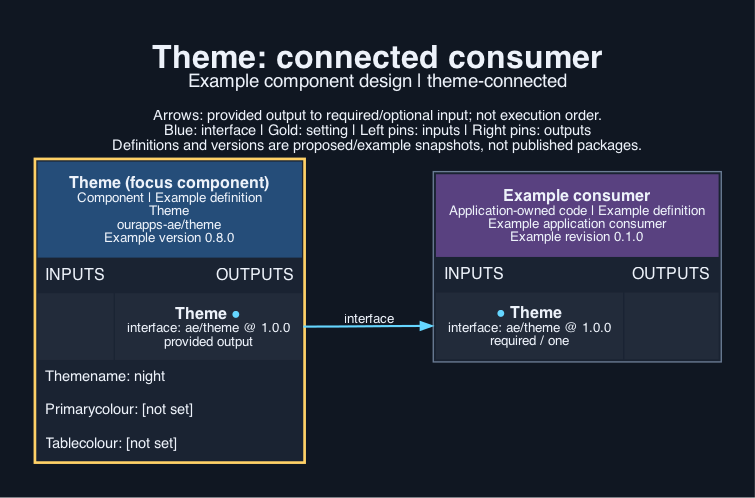 Theme: connected consumer
Example component design | theme-connected
Arrows: provided output to required/optional input; not execution order.
Blue: interface | Gold: setting | Left pins: inputs | Right pins: outputs
Definitions and versions are proposed/example snapshots, not published packages.
Theme (focus component)
Component | Example definition
Theme
ourapps-ae/theme
Example version 0.8.0
INPUTS
OUTPUTS
Theme
interface: ae/theme @ 1.0.0
provided output
Themename: night
Primarycolour: [not set]
Tablecolour: [not set]
interface
Example consumer
Application-owned code | Example definition
Example application consumer
Example revision 0.1.0
INPUTS
OUTPUTS
Theme
interface: ae/theme @ 1.0.0
required / one